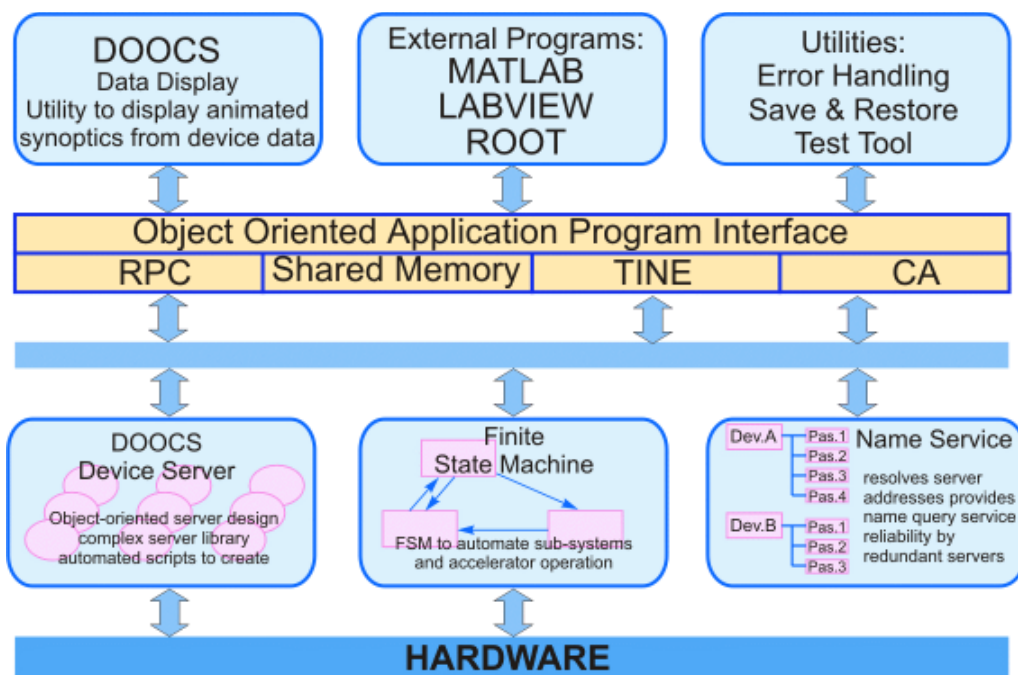 DOOCS
Data Display
Utility to display animated
synoptics from device data
External Programs:
MATLAB
LABVIEW
ROOT
Utilities:
Error Handling
Save & Restore
Test Tool
Object Oriented Application Program Interface
RPC
Shared Memory
TINE
CA
DOOCS
Device Server
Object-oriented server design
complex server library
automated scripts to create
Finite
State Machine
FSM to automate sub-systems
and accelerator operation
Dev.A
Pas.1
Pas.2
Pas.3
Pas.4
Dev.B
Pas.1
Pas.2
Pas.3
Name Service
resolves server
addresses provides
name query service
reliability by
redundant servers
HARDWARE